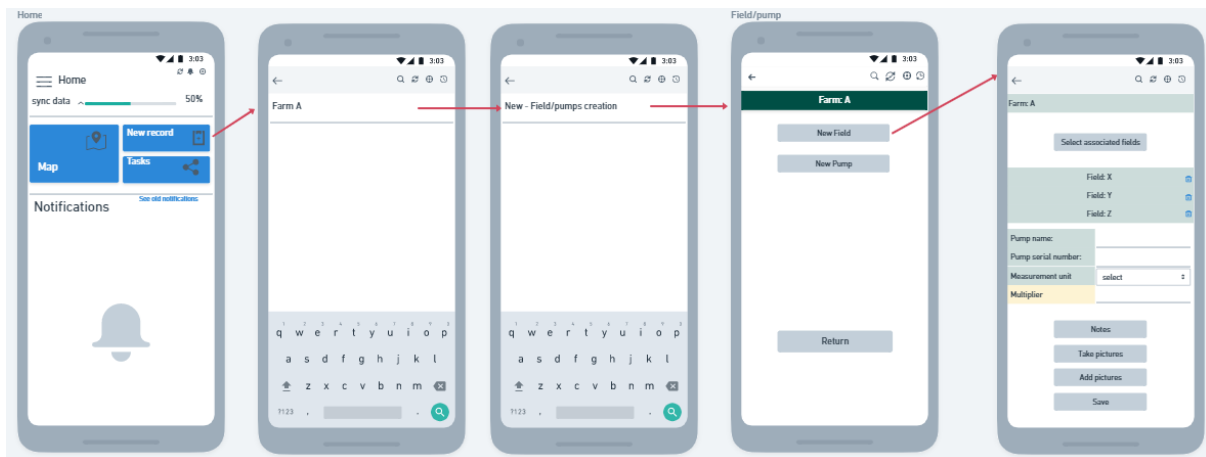 Home
3:03
Home
sync data
50%
Map
New record
Tasks
See old notifications
Notifications
3:03
Farm A
q w e r t y u i o p
a s d f g h j k l
z x c v b n m
?123 , .
3:03
New - Field/pumps creation
q w e r t y u i o p
a s d f g h j k l
z x c v b n m
?123 , .
Field/pump
3:03
Farm: A
New Field
New Pump
Return
3:03
Farm: A
Select associated fields
Field: X
Field: Y
Field: Z
Pump name:
Pump serial number:
Measurement unit
select
Multiplier
Notes
Take pictures
Add pictures
Save